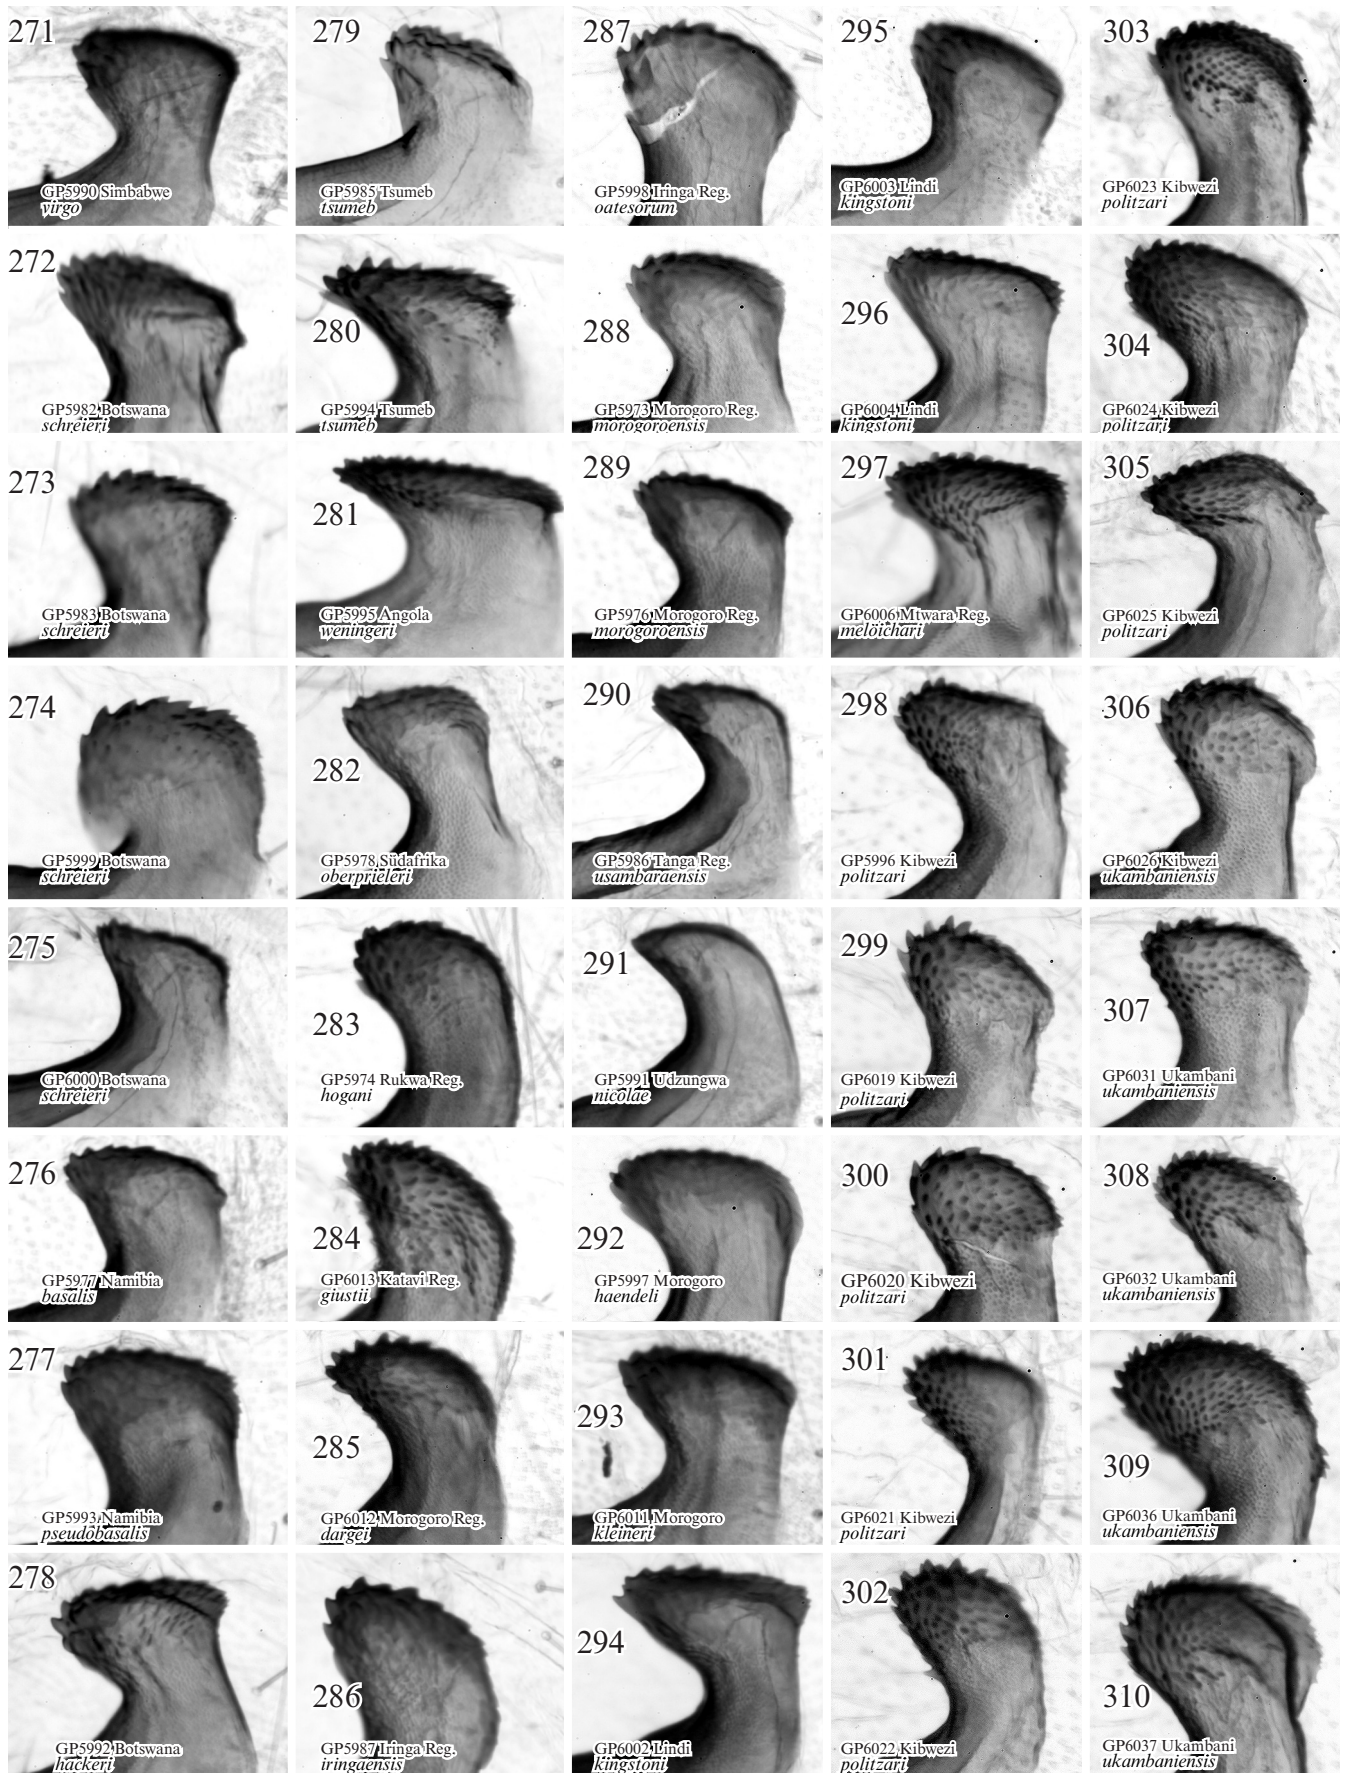 271
GP5990 Simbabwe
virgo
272
GP5982 Botswana
schreieri
273
GP5983 Botswana
schreieri
274
GP5999 Botswana
schreieri
275
GP6000 Botswana
schreieri
276
GP5977 Namibia
basalis
277
GP5993 Namibia
pseudobasalis
278
GP5992 Botswana
hackeri
279
GP5985 Tsumeb
tsumeb
280
GP5994 Tsumeb
tsumeb
281
GP5995 Angola
weningeri
282
GP5978 Südafrika
oberprieleri
283
GP5974 Rukwa Reg.
hogani
284
GP6013 Katavi Reg.
giustii
285
GP6012 Morogoro Reg.
dargei
286
GP5987 Iringa Reg.
iringaensis
287
GP5998 Iringa Reg.
oatesorum
288
GP5973 Morogoro Reg.
morogoroensis
289
GP5976 Morogoro Reg.
morogoroensis
290
GP5986 Tanga Reg.
usambaraensis
291
GP5991 Udzungwa
nicolae
292
GP5997 Morogoro
haendeli
293
GP6011 Morogoro
kleineri
294
GP6002 Lindi
kingstoni
295
GP6003 Lindi
kingstoni
296
GP6004 Lindi
kingstoni
297
GP6006 Mtwara Reg.
meloichari
298
GP5996 Kibwezi
politzari
299
GP6019 Kibwezi
politzari
300
GP6020 Kibwezi
politzari
301
GP6021 Kibwezi
politzari
302
GP6022 Kibwezi
politzari
303
GP6023 Kibwezi
politzari
304
GP6024 Kibwezi
politzari
305
GP6025 Kibwezi
politzari
306
GP6026 Kibwezi
ukambaniensis
307
GP6031 Ukambani
ukambaniensis
308
GP6032 Ukambani
ukambaniensis
309
GP6036 Ukambani
ukambaniensis
310
GP6037 Ukambani
ukambaniensis